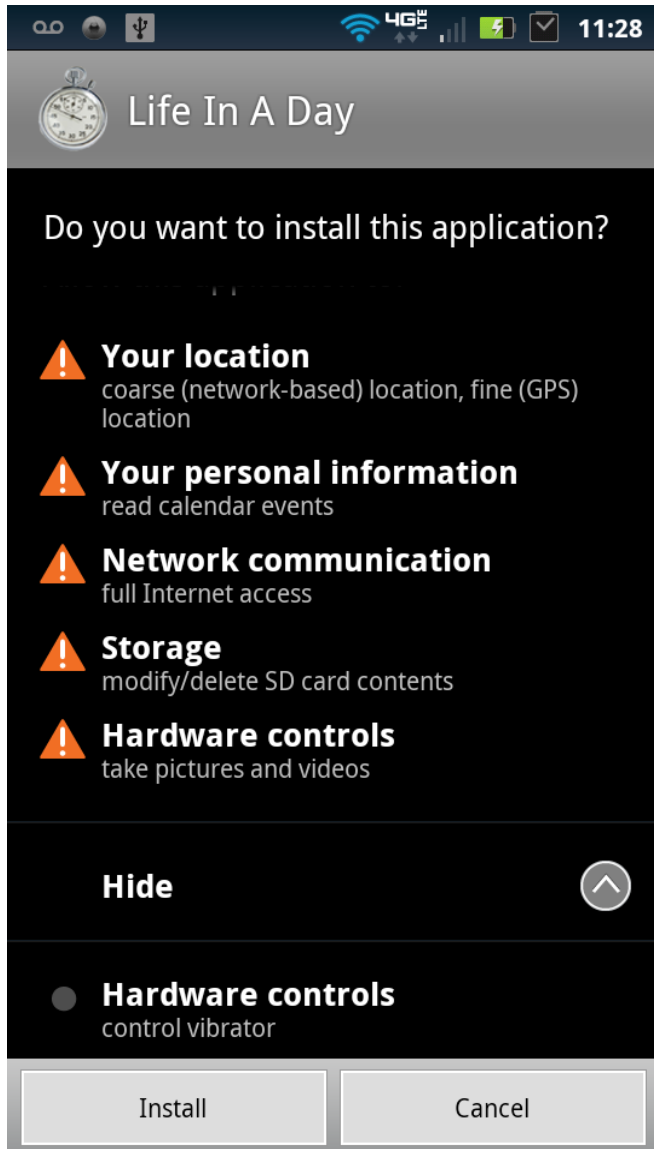 4G LTE 11:28
Life In A Day
Do you want to install this application?
Your location
coarse (network-based) location, fine (GPS)
location
Your personal information
read calendar events
Network communication
full Internet access
Storage
modify/delete SD card contents
Hardware controls
take pictures and videos
Hide
Hardware controls
control vibrator
Install Cancel